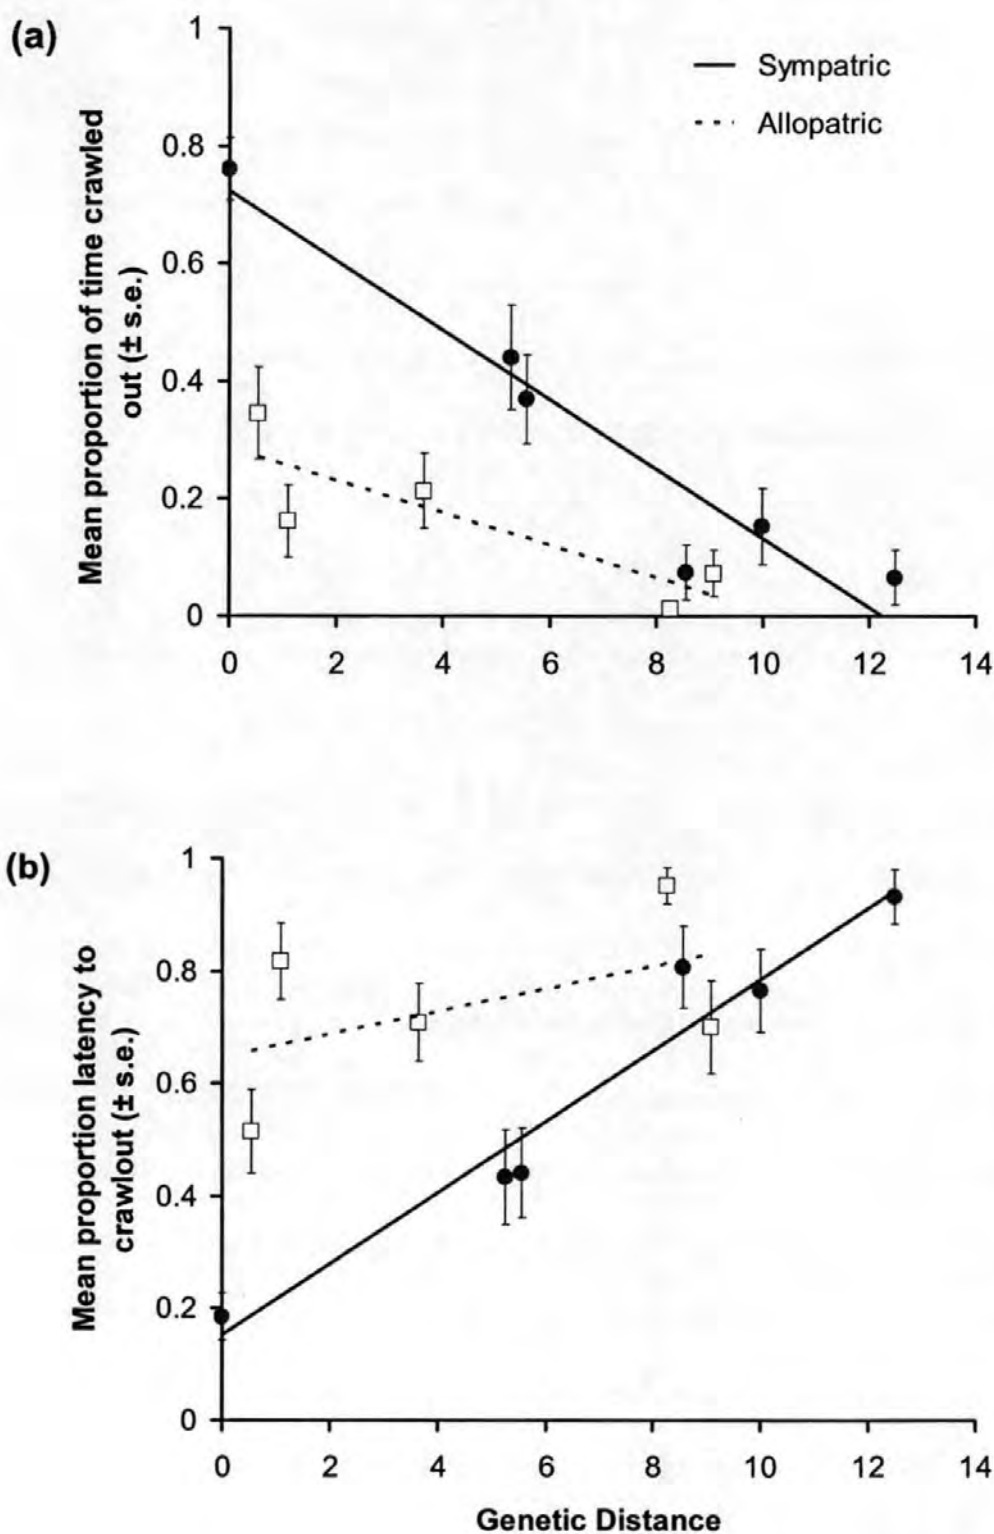 (a)
Mean proportion of time crawled
out (± s.e.)
1
0.8
0.6
0.4
0.2
0
0 2 4 6 8 10 12 14
Sympatric
Allopatric
(b)
Mean proportion latency to
crawlout (± s.e.)
1
0.8
0.6
0.4
0.2
0
0 2 4 6 8 10 12 14
Genetic Distance